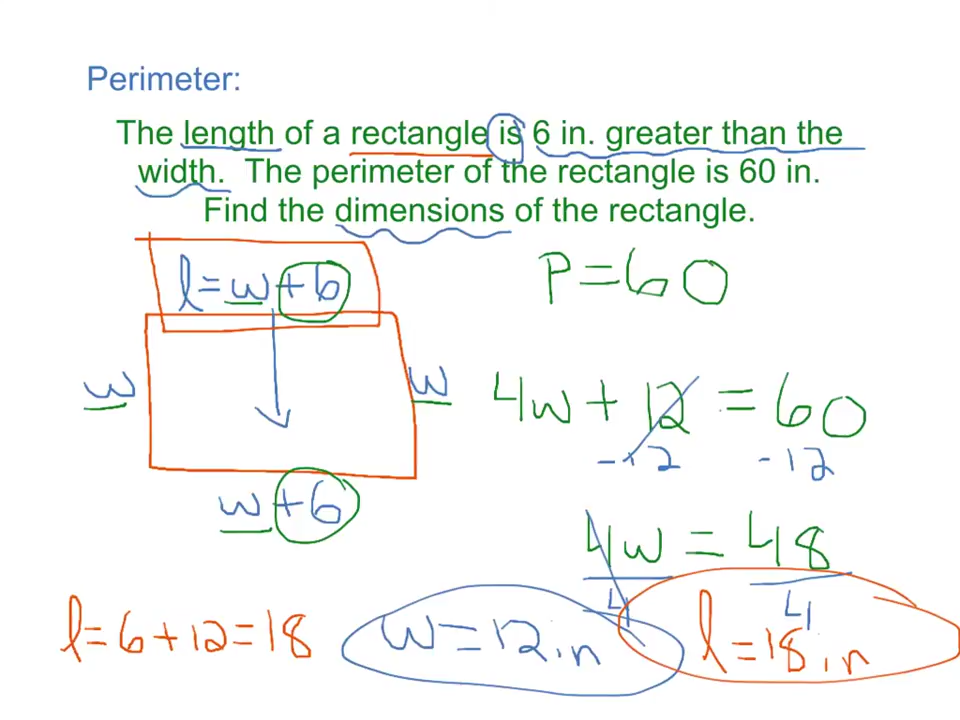 Perimeter:
The length of a rectangle is 6 in. greater than the
width. The perimeter of the rectangle is 60 in.
Find the dimensions of the rectangle.
l = w + 6
P = 60
w
w
4w + 12 = 60
-12 -12
w + 6
4w = 48
4 4
l = 6 + 12 = 18
w = 12 in
l = 18 in